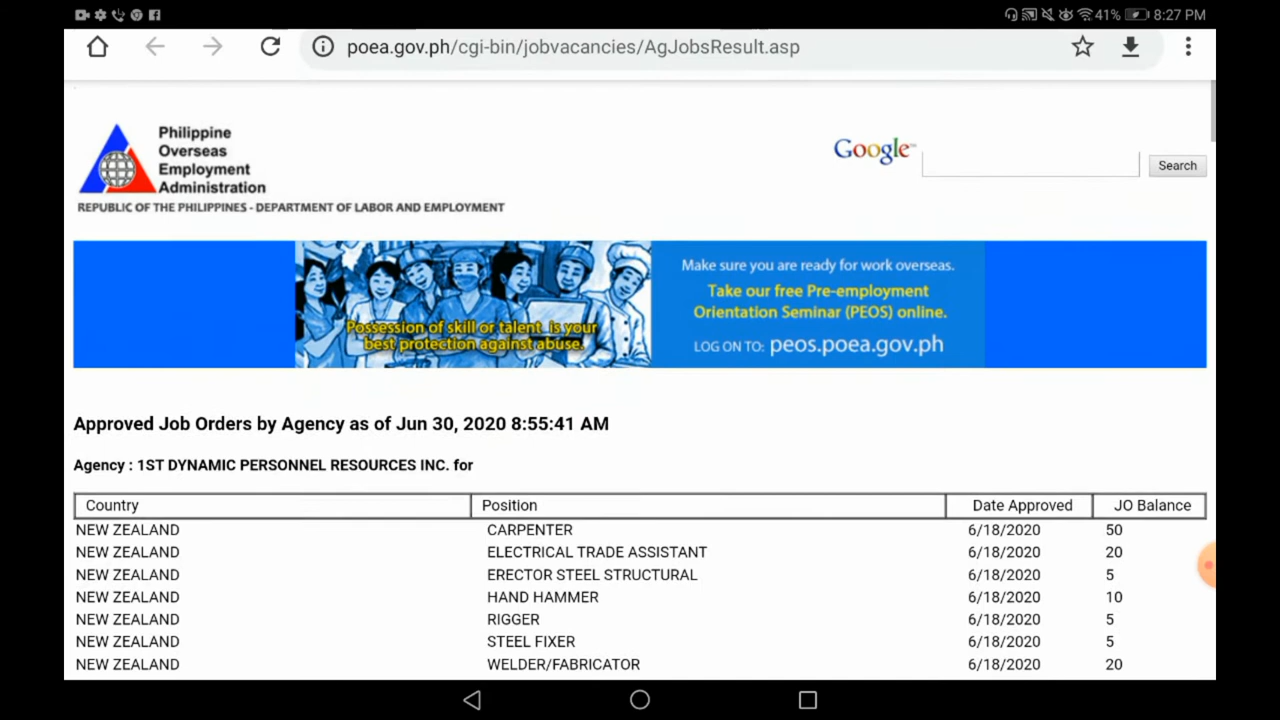 41% 8:27 PM
poea.gov.ph/cgi-bin/jobvacancies/AgJobsResult.asp
Philippine
Overseas
Employment
Administration
REPUBLIC OF THE PHILIPPINES - DEPARTMENT OF LABOR AND EMPLOYMENT
Google™ Search
Possession of skill or talent is your
best protection against abuse.
Make sure you are ready for work overseas.
Take our free Pre-employment
Orientation Seminar (PEOS) online.
LOG ON TO: peos.poea.gov.ph
Approved Job Orders by Agency as of Jun 30, 2020 8:55:41 AM
Agency : 1ST DYNAMIC PERSONNEL RESOURCES INC. for
Country Position Date Approved JO Balance
NEW ZEALAND CARPENTER 6/18/2020 50
NEW ZEALAND ELECTRICAL TRADE ASSISTANT 6/18/2020 20
NEW ZEALAND ERECTOR STEEL STRUCTURAL 6/18/2020 5
NEW ZEALAND HAND HAMMER 6/18/2020 10
NEW ZEALAND RIGGER 6/18/2020 5
NEW ZEALAND STEEL FIXER 6/18/2020 5
NEW ZEALAND WELDER/FABRICATOR 6/18/2020 20